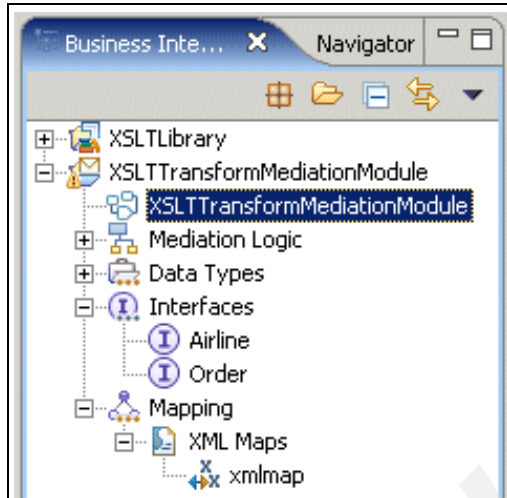 Business Inte... Navigator
XSLTLibrary
XSLTTransformMediationModule
XSLTTransformMediationModule
Mediation Logic
Data Types
Interfaces
Airline
Order
Mapping
XML Maps
xmlmap